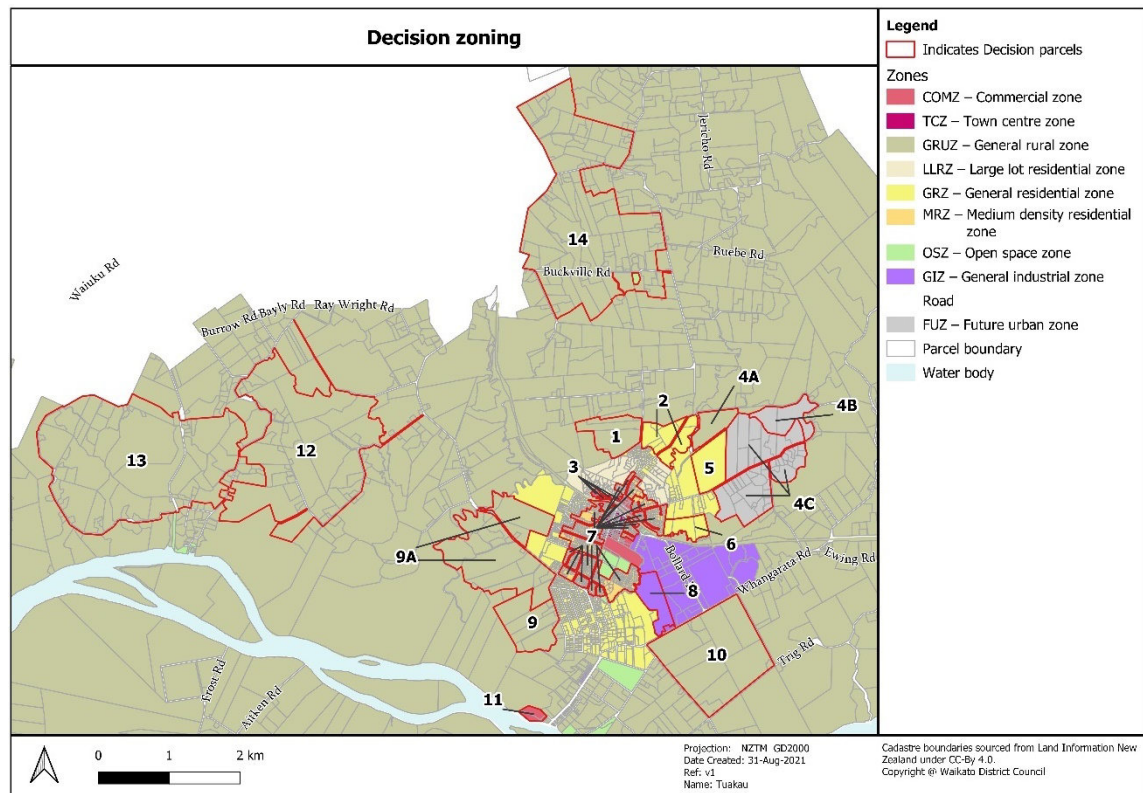 Decision zoning
Legend
Indicates Decision parcels
Zones
COMZ – Commercial zone
TCZ – Town centre zone
GRUZ – General rural zone
LLRZ – Large lot residential zone
GRZ – General residential zone
MRZ – Medium density residential
zone
OSZ – Open space zone
GIZ – General industrial zone
Road
FUZ – Future urban zone
Parcel boundary
Water body
Jericho Rd
14
Ruebe Rd
Buckville Rd
Waiuku Rd
Burrow Rd
Bayly Rd
Ray Wright Rd
4A
2
4B
1
13
12
3
5
4C
7
6
9A
Bollard
Whangarata Rd
Ewing Rd
8
9
10
Trig Rd
Frost Rd
Aitken Rd
11
0 1 2 km
Projection: NZTM GD2000
Date Created: 31-Aug-2021
Ref: v1
Name: Tuakau
Cadastre boundaries sourced from Land Information New
Zealand under CC-By 4.0.
Copyright @ Waikato District Council